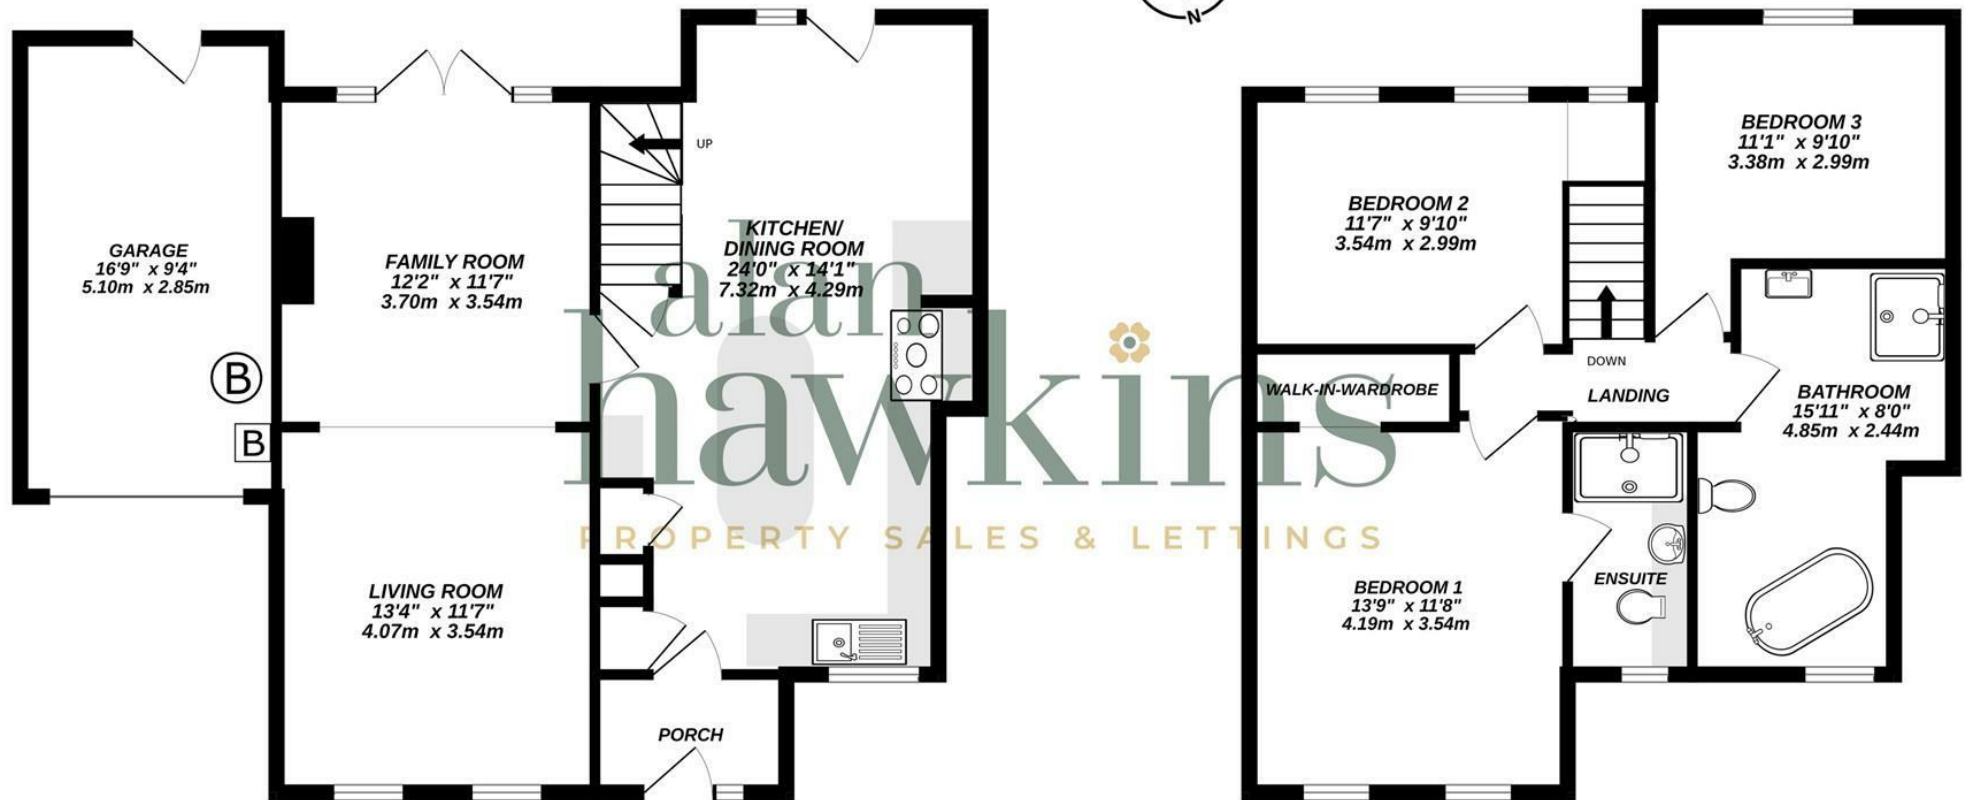 N
GARAGE
16'9" x 9'4"
5.10m x 2.85m
B
B
FAMILY ROOM
12'2" x 11'7"
3.70m x 3.54m
LIVING ROOM
13'4" x 11'7"
4.07m x 3.54m
UP
KITCHEN/
DINING ROOM
24'0" x 14'1"
7.32m x 4.29m
PORCH
alan
hawkins
PROPERTY SALES & LETTINGS
BEDROOM 2
11'7" x 9'10"
3.54m x 2.99m
BEDROOM 3
11'1" x 9'10"
3.38m x 2.99m
DOWN
LANDING
WALK-IN-WARDROBE
BATHROOM
15'11" x 8'0"
4.85m x 2.44m
BEDROOM 1
13'9" x 11'8"
4.19m x 3.54m
ENSUITE